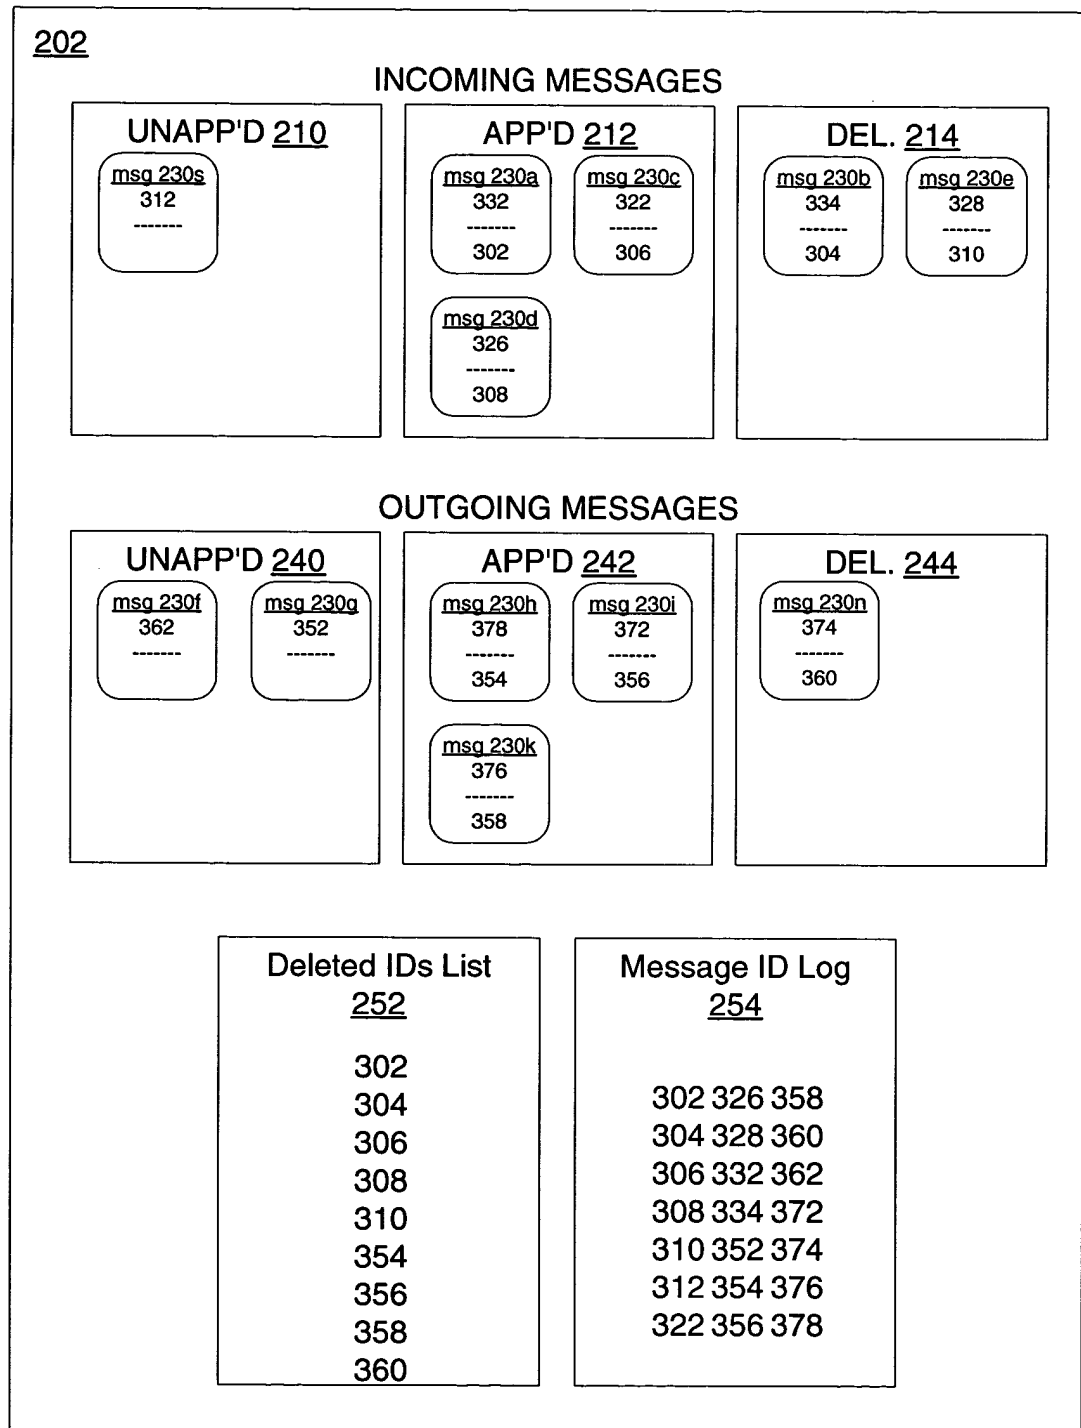 202
INCOMING MESSAGES
UNAPP'D 210
msg 230s
312
-------
APP'D 212
msg 230a
332
-------
302
msg 230c
322
-------
306
msg 230d
326
-------
308
DEL. 214
msg 230b
334
-------
304
msg 230e
328
-------
310
OUTGOING MESSAGES
UNAPP'D 240
msg 230f
362
-------
msg 230g
352
-------
APP'D 242
msg 230h
378
-------
354
msg 230i
372
-------
356
msg 230k
376
-------
358
DEL. 244
msg 230n
374
-------
360
Deleted IDs List
252
302
304
306
308
310
354
356
358
360
Message ID Log
254
302 326 358
304 328 360
306 332 362
308 334 372
310 352 374
312 354 376
322 356 378